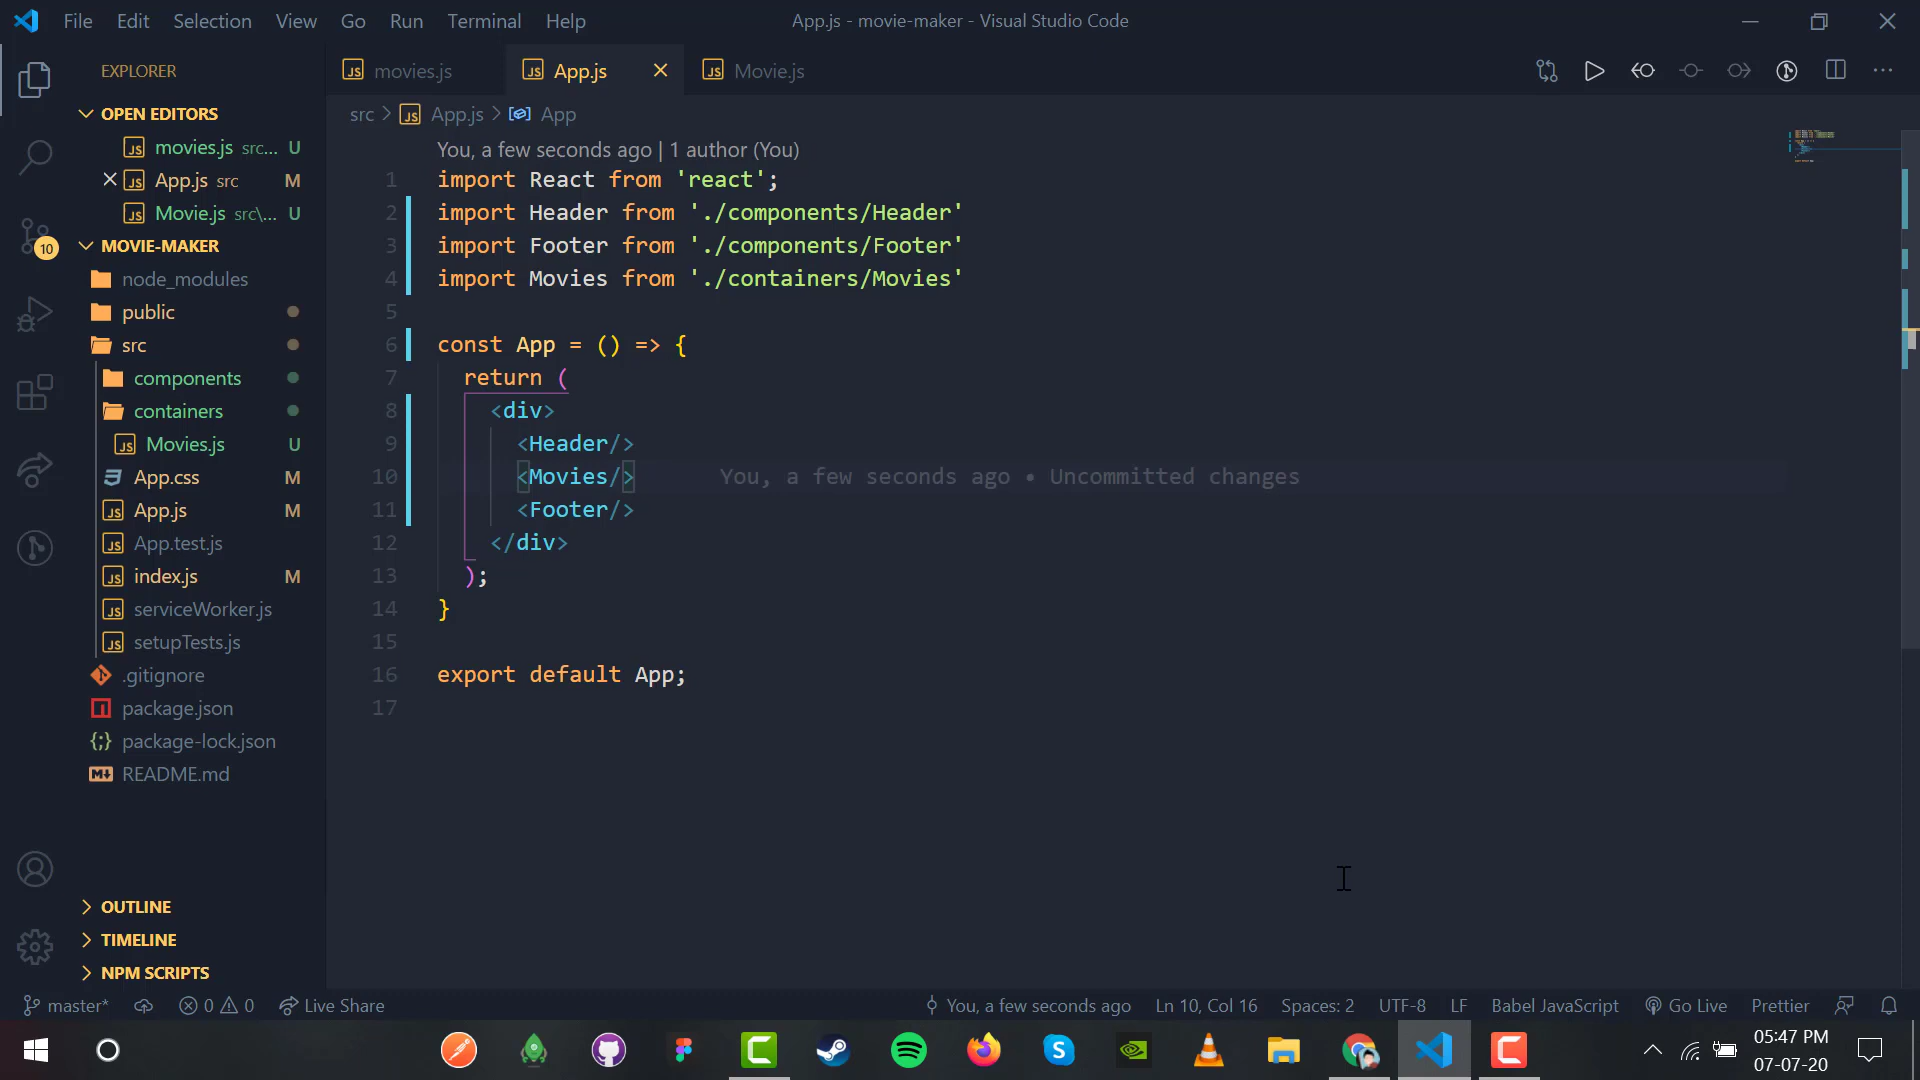 File Edit Selection View Go Run Terminal Help
App.js - movie-maker - Visual Studio Code
EXPLORER
OPEN EDITORS
movies.js src... U
App.js src M
Movie.js src\... U
MOVIE-MAKER
node_modules
public
src
components
containers
Movies.js U
App.css M
App.js M
App.test.js
index.js M
serviceWorker.js
setupTests.js
.gitignore
package.json
package-lock.json
README.md
OUTLINE
TIMELINE
NPM SCRIPTS
10
movies.js
App.js
Movie.js
src > App.js > App
You, a few seconds ago | 1 author (You)
1 import React from 'react';
2 import Header from './components/Header'
3 import Footer from './components/Footer'
4 import Movies from './containers/Movies'
5
6 const App = () => {
7 return (
8 <div>
9 <Header/>
10 <Movies/> You, a few seconds ago • Uncommitted changes
11 <Footer/>
12 </div>
13 );
14 }
15
16 export default App;
17
master* 0 0 Live Share
You, a few seconds ago Ln 10, Col 16 Spaces: 2 UTF-8 LF Babel JavaScript Go Live Prettier
05:47 PM
07-07-20